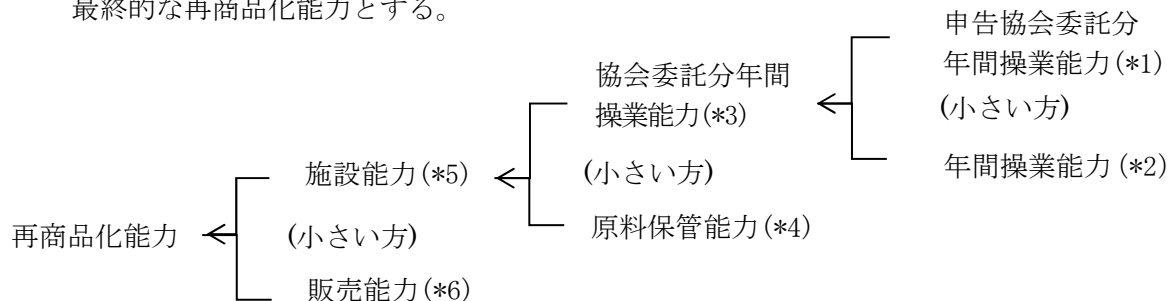 最終的な再商品化能力とする。
申告協会委託分
年間操業能力(*1)
(小さい方)
年間操業能力(*2)
協会委託分年間
操業能力(*3)
(小さい方)
原料保管能力(*4)
施設能力(*5)
(小さい方)
販売能力(*6)
再商品化能力